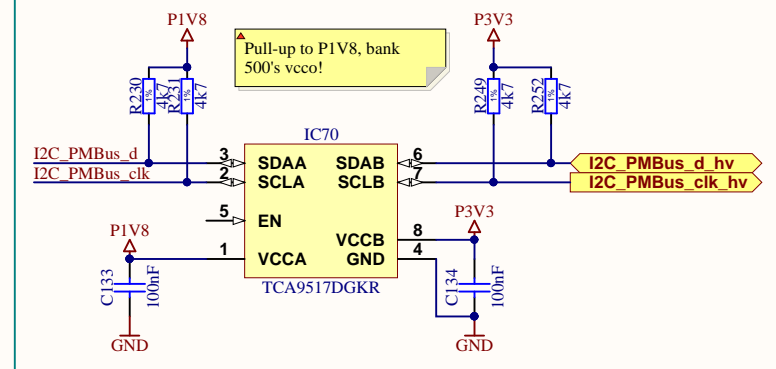 P1V8
P3V3
Pull-up to P1V8, bank
500's vcco!
R230
1%
4k7
R231
1%
4k7
R249
1%
4k7
R252
1%
4k7
IC70
I2C_PMBus_d
3
SDAA
SDAB
6
I2C_PMBus_d_hv
I2C_PMBus_clk
2
SCLA
SCLB
7
I2C_PMBus_clk_hv
5
EN
P1V8
P3V3
VCCB
8
1
VCCA
GND
4
C133
100nF
TCA9517DGKR
C134
100nF
GND
GND